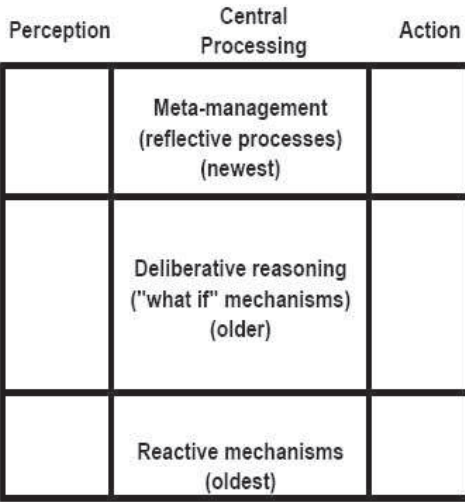 Perception
Central
Processing
Action
Meta-management
(reflective processes)
(newest)
Deliberative reasoning
("what if" mechanisms)
(older)
Reactive mechanisms
(oldest)